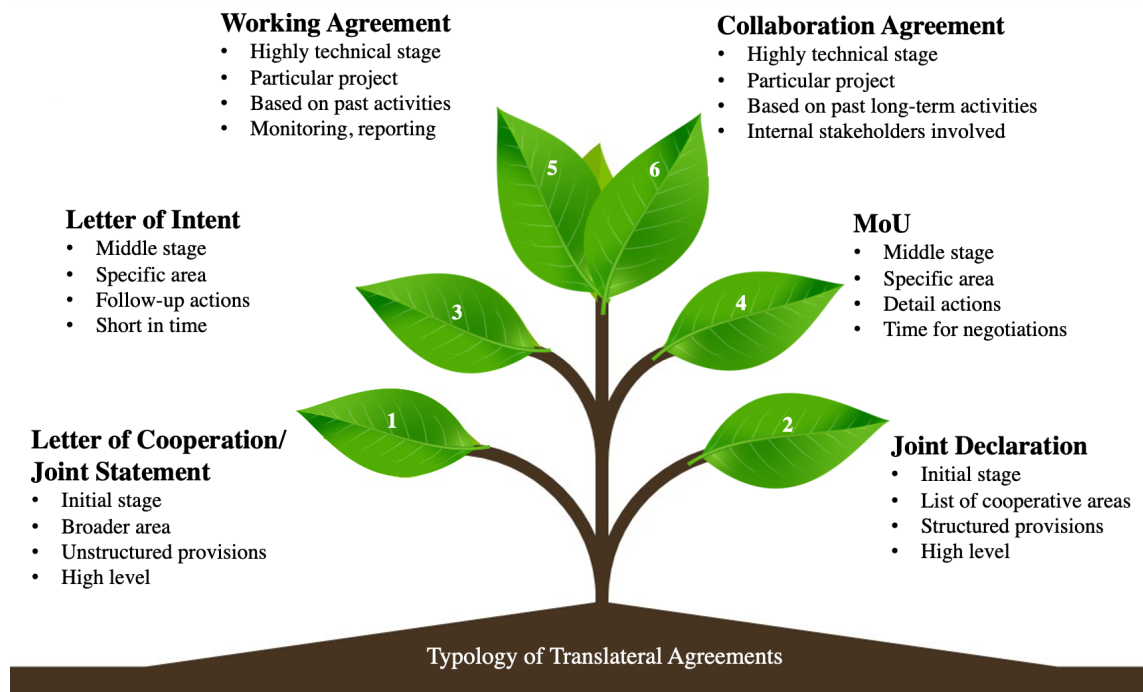 Working Agreement
• Highly technical stage
• Particular project
• Based on past activities
• Monitoring, reporting
Collaboration Agreement
• Highly technical stage
• Particular project
• Based on past long-term activities
• Internal stakeholders involved
5
6
Letter of Intent
• Middle stage
• Specific area
• Follow-up actions
• Short in time
MoU
• Middle stage
• Specific area
• Detail actions
• Time for negotiations
3
4
Letter of Cooperation/
Joint Statement
• Initial stage
• Broader area
• Unstructured provisions
• High level
1
2
Joint Declaration
• Initial stage
• List of cooperative areas
• Structured provisions
• High level
Typology of Translateral Agreements